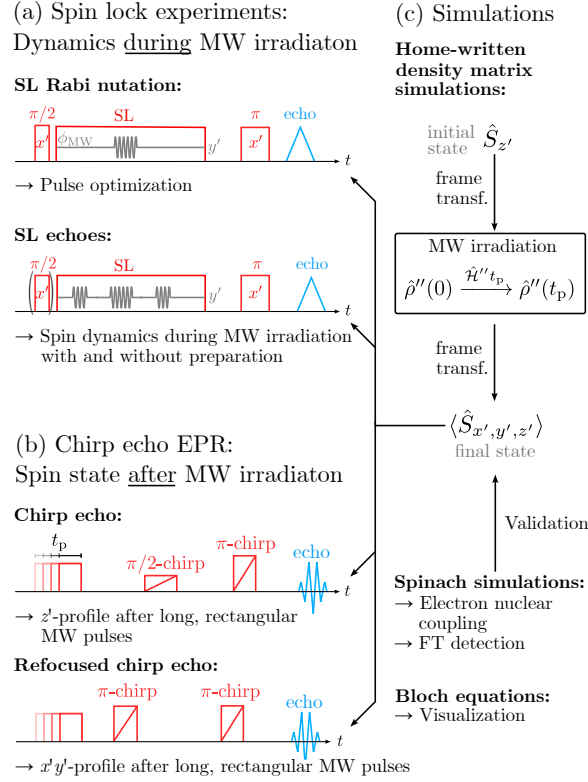 (a) Spin lock experiments:
Dynamics during MW irradiaton
SL Rabi nutation:
π/2
SL
π
echo
x′
ϕMW
y′
x′
t
→ Pulse optimization
SL echoes:
π/2
SL
π
echo
(x′)
y′
x′
t
→ Spin dynamics during MW irradiation
with and without preparation
(b) Chirp echo EPR:
Spin state after MW irradiaton
Chirp echo:
tp
π/2-chirp
π-chirp
echo
t
→ z′-profile after long, rectangular
MW pulses
Refocused chirp echo:
π-chirp
π-chirp
echo
t
→ x′y′-profile after long, rectangular MW pulses
(c) Simulations
Home-written
density matrix
simulations:
initial
state
Ŝz′
frame
transf.
MW irradiation
ρ̂′′(0) —Ĥ′′tp→ ρ̂′′(tp)
frame
transf.
⟨Ŝx′,y′,z′⟩
final state
Validation
Spinach simulations:
→ Electron nuclear
coupling
→ FT detection
Bloch equations:
→ Visualization